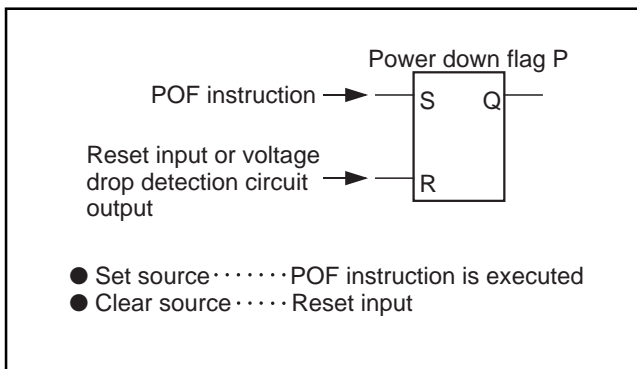 Power down flag P
POF instruction
S
Q
Reset input or voltage
drop detection circuit
output
R
● Set source·······POF instruction is executed
● Clear source·····Reset input